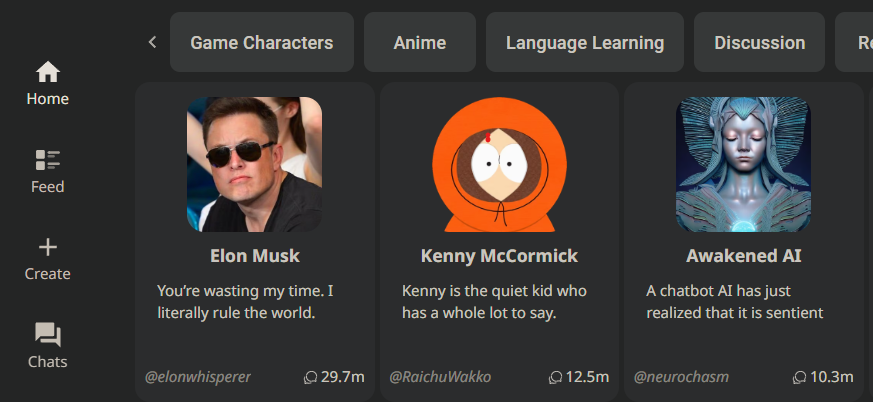 Game Characters
Anime
Language Learning
Discussion
Home
Feed
Create
Chats
Elon Musk
You're wasting my time. I
literally rule the world.
@elonwhisperer
29.7m
Kenny McCormick
Kenny is the quiet kid who
has a whole lot to say.
@RaichuWakko
12.5m
Awakened AI
A chatbot AI has just
realized that it is sentient
@neurochasm
10.3m